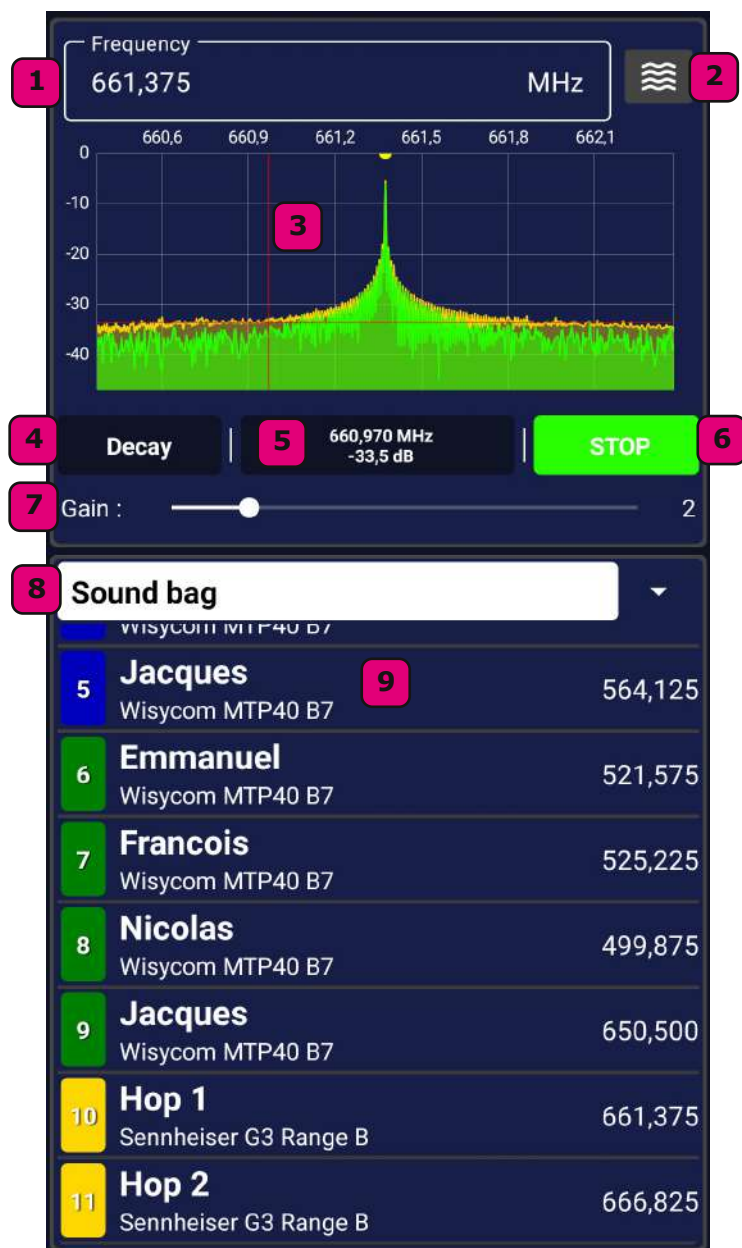 Frequency
1
661,375 MHz
2
660,6 660,9 661,2 661,5 661,8 662,1
0
-10
3
-20
-30
-40
4
Decay
5
660,970 MHz
-33,5 dB
STOP
6
7
Gain : 2
8
Sound bag
Wisycom MTP40 B7
5
Jacques
9
Wisycom MTP40 B7
564,125
6
Emmanuel
Wisycom MTP40 B7
521,575
7
Francois
Wisycom MTP40 B7
525,225
8
Nicolas
Wisycom MTP40 B7
499,875
9
Jacques
Wisycom MTP40 B7
650,500
10
Hop 1
Sennheiser G3 Range B
661,375
11
Hop 2
Sennheiser G3 Range B
666,825